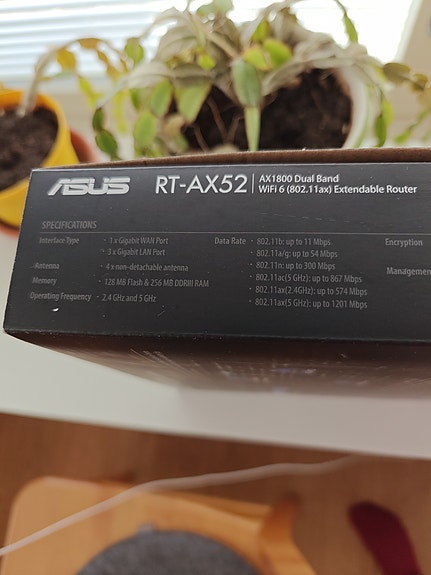 ASUS RT-AX52 AX1800 Dual Band
WiFi 6 (802.11ax) Extendable Router
SPECIFICATIONS
Interface Type · 1 x Gigabit WAN Port
· 3 x Gigabit LAN Port
Antenna · 4 x non-detachable antenna
Memory · 128 MB Flash & 256 MB DDRIII RAM
Operating Frequency · 2.4 GHz and 5 GHz
Data Rate · 802.11b: up to 11 Mbps.
· 802.11a/g: up to 54 Mbps
· 802.11n: up to 300 Mbps
· 802.11ac(5 GHz): up to 867 Mbps
· 802.11ax(2.4GHz): up to 574 Mbps
· 802.11ax(5 GHz): up to 1201 Mbps
Encryption
Managemen